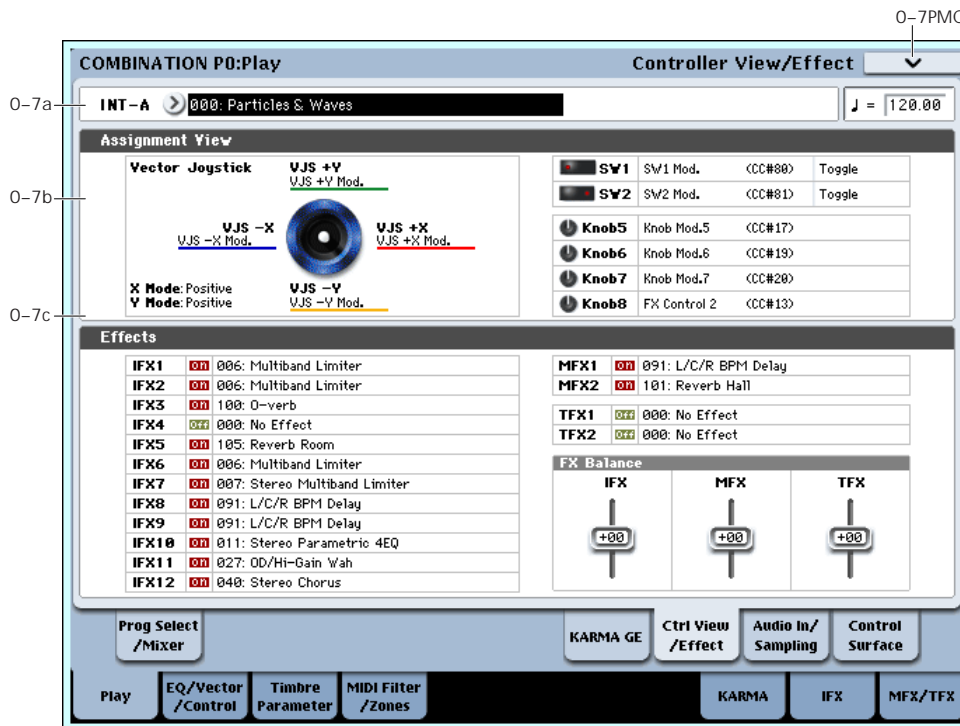 0–7PMC
COMBINATION P0:Play Controller View/Effect
0–7a INT–A 000: Particles & Waves ♩ = 120.00
Assignment View
0–7b
Vector Joystick VJS +Y
VJS +Y Mod.
VJS –X
VJS –X Mod.
VJS +X
VJS +X Mod.
X Mode: Positive VJS –Y
Y Mode: Positive VJS –Y Mod.
SW1 SW1 Mod. (CC#80) Toggle
SW2 SW2 Mod. (CC#81) Toggle
Knob5 Knob Mod.5 (CC#17)
Knob6 Knob Mod.6 (CC#19)
Knob7 Knob Mod.7 (CC#20)
Knob8 FX Control 2 (CC#13)
0–7c
Effects
IFX1 on 006: Multiband Limiter
IFX2 on 006: Multiband Limiter
IFX3 on 100: O–verb
IFX4 off 000: No Effect
IFX5 on 105: Reverb Room
IFX6 on 006: Multiband Limiter
IFX7 on 007: Stereo Multiband Limiter
IFX8 on 091: L/C/R BPM Delay
IFX9 on 091: L/C/R BPM Delay
IFX10 on 011: Stereo Parametric 4EQ
IFX11 on 027: OD/Hi–Gain Wah
IFX12 on 040: Stereo Chorus
MFX1 on 091: L/C/R BPM Delay
MFX2 on 101: Reverb Hall
TFX1 off 000: No Effect
TFX2 off 000: No Effect
FX Balance
IFX MFX TFX
+00 +00 +00
Prog Select
/Mixer
KARMA GE
Ctrl View
/Effect
Audio In/
Sampling
Control
Surface
Play
EQ/Vector
/Control
Timbre
Parameter
MIDI Filter
/Zones
KARMA
IFX
MFX/TFX